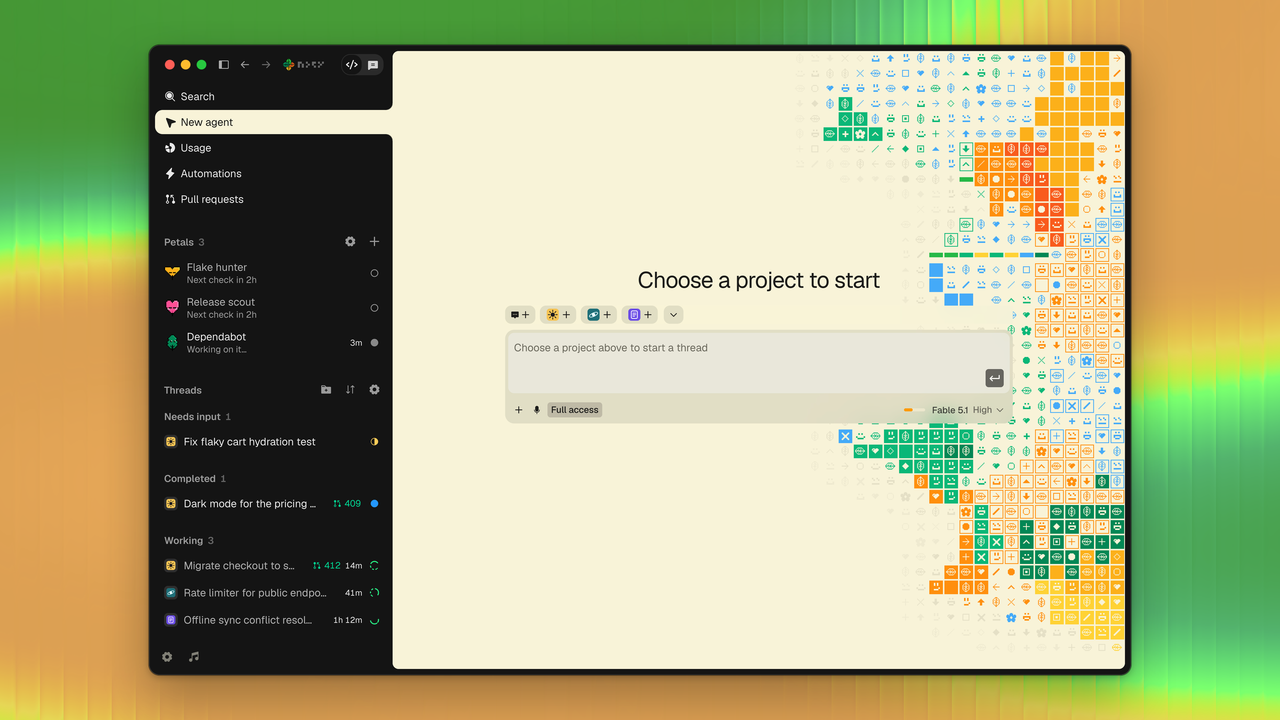 Search
New agent
Usage
Automations
Pull requests
Petals 3
Flake hunter
Next check in 2h
Release scout
Next check in 2h
Dependabot
Working on it...
3m
Threads
Needs input 1
Fix flaky cart hydration test
Completed 1
Dark mode for the pricing ...
409
Working 3
Migrate checkout to s...
412 14m
Rate limiter for public endpo...
41m
Offline sync conflict resol...
1h 12m
Choose a project to start
Choose a project above to start a thread
Full access
Fable 5.1 High